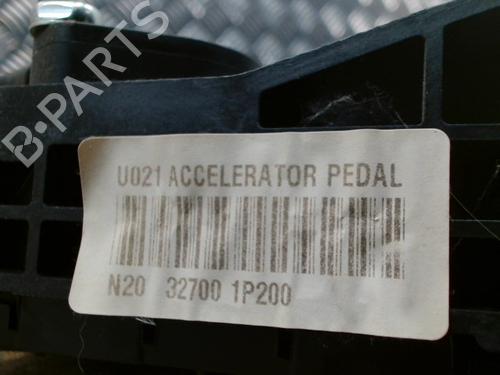 B-PARTS
U021 ACCELERATOR PEDAL
N20 32700 1P200